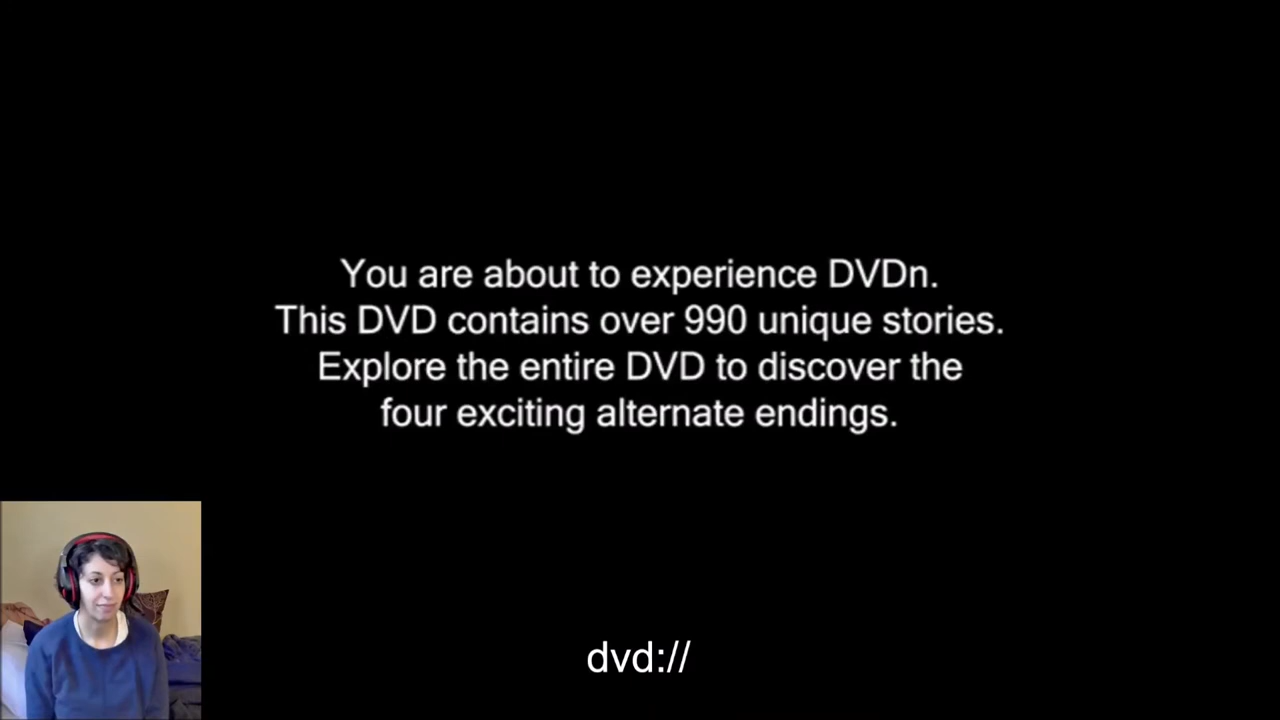 You are about to experience DVDn.
This DVD contains over 990 unique stories.
Explore the entire DVD to discover the
four exciting alternate endings.
dvd://